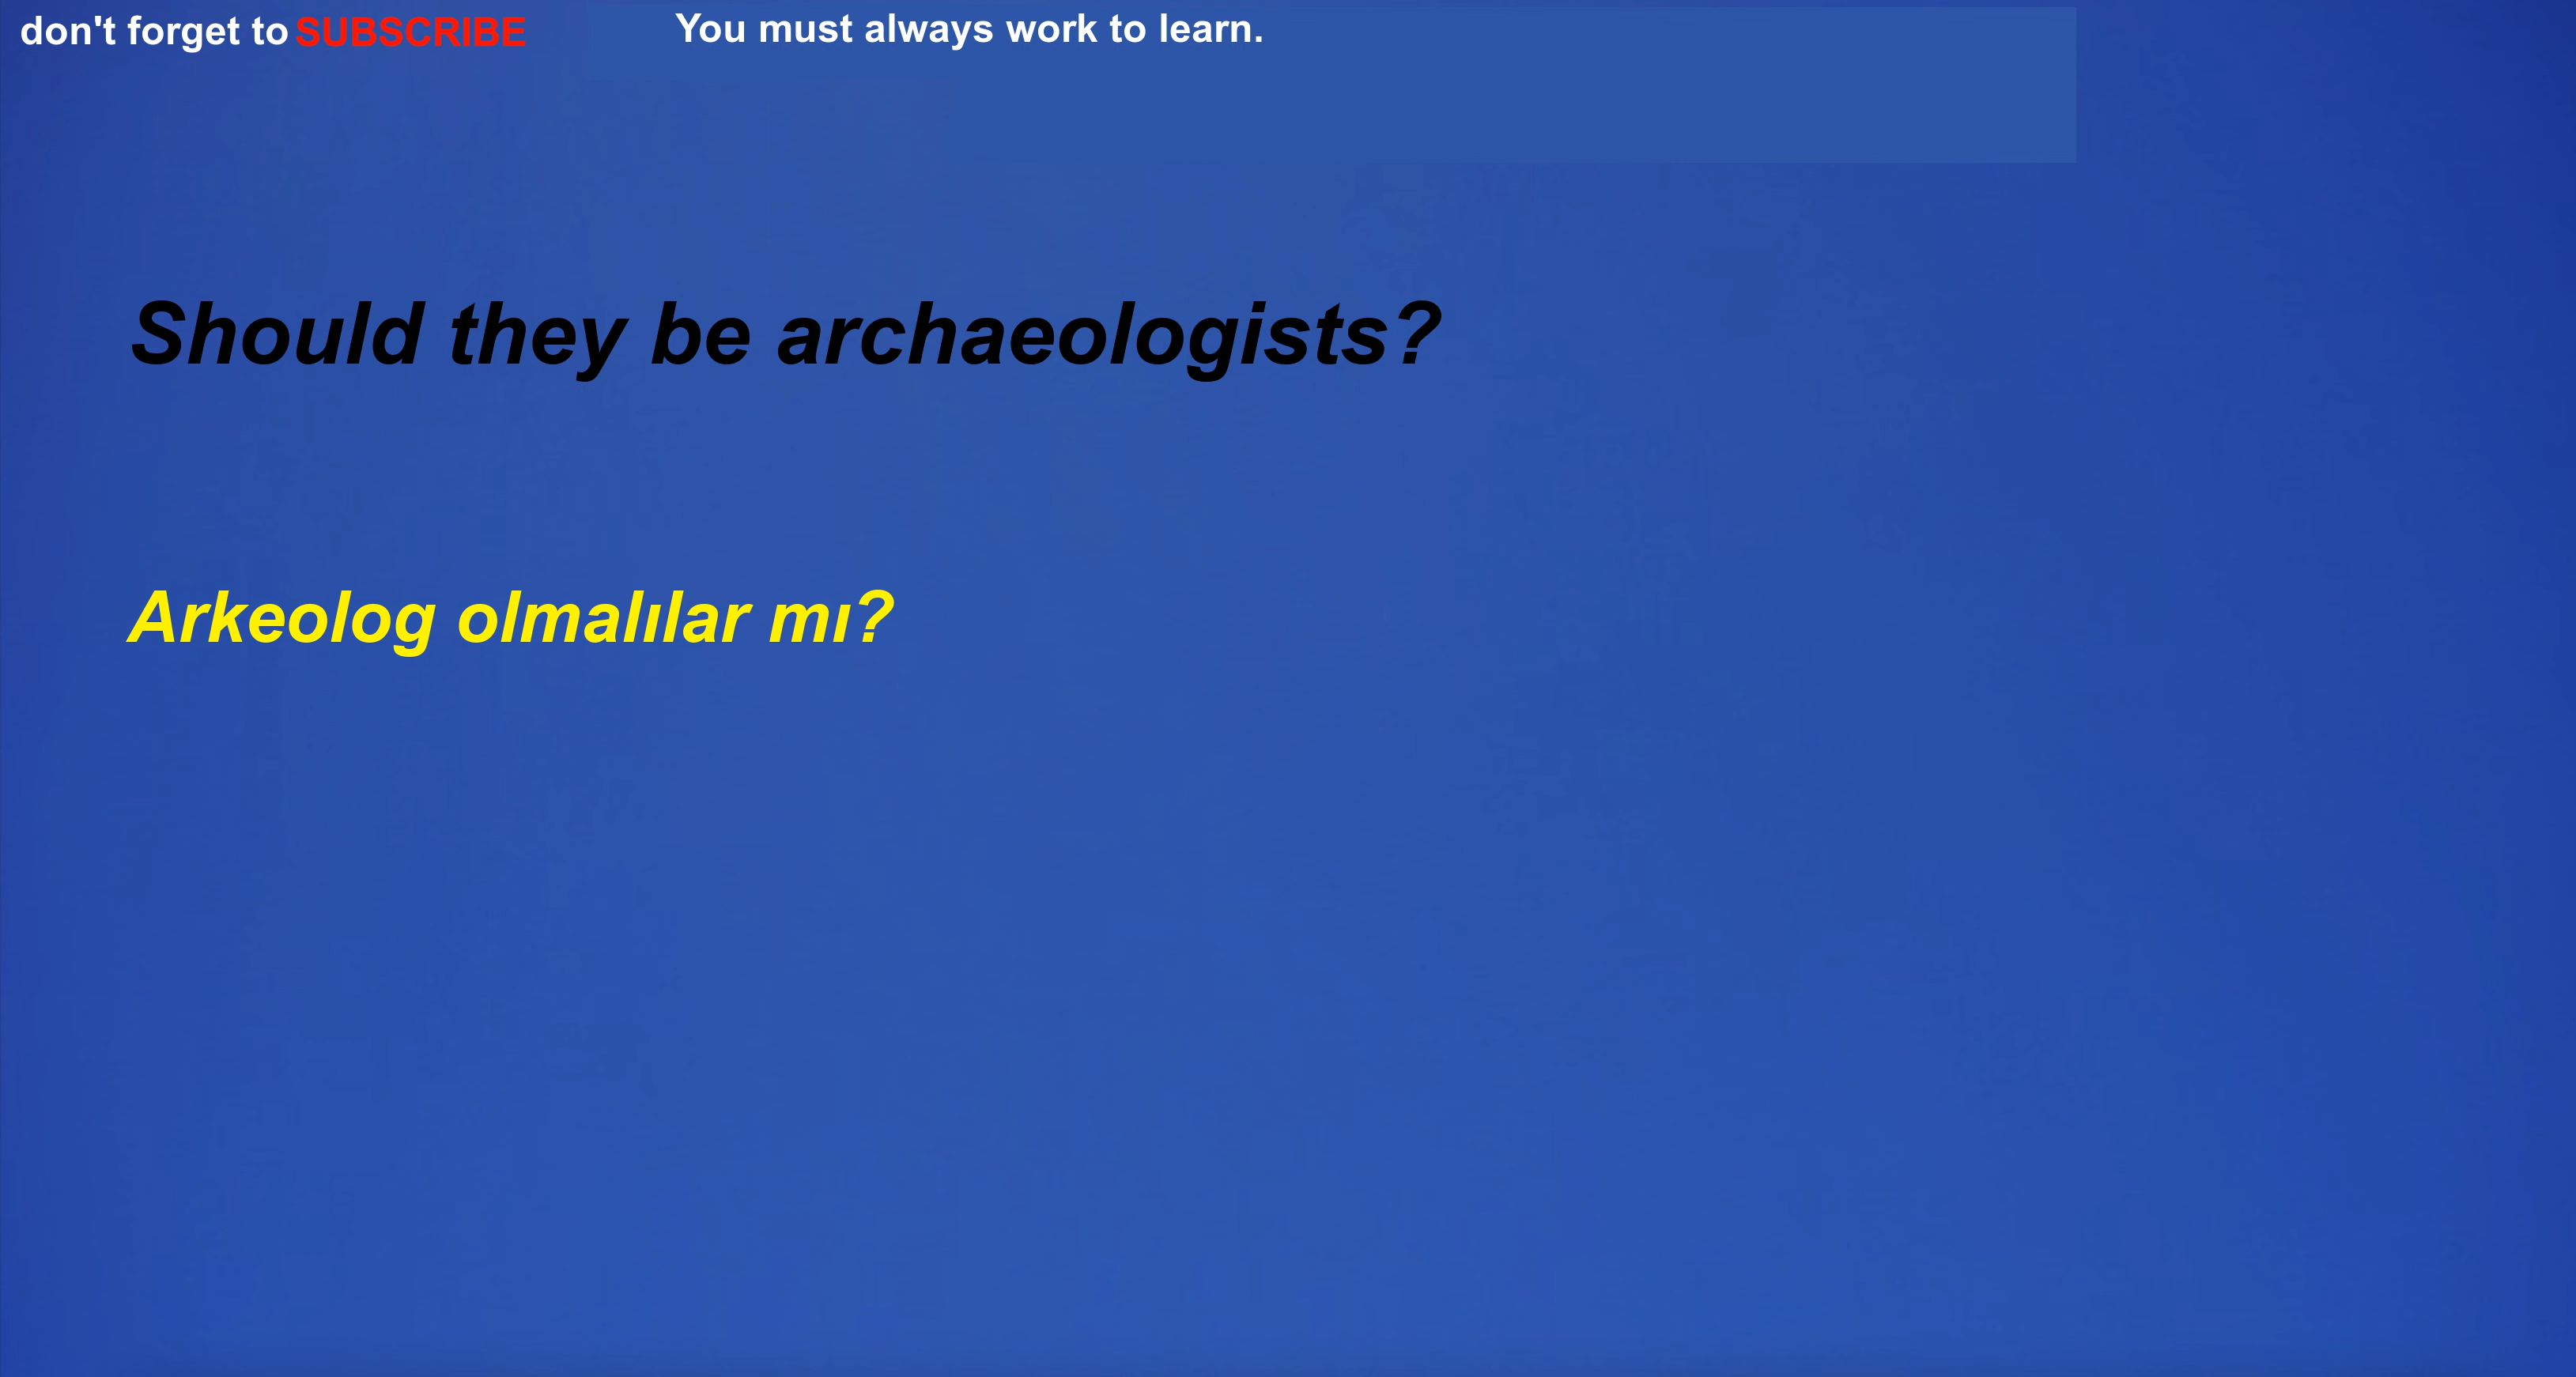 don't forget to SUBSCRIBE You must always work to learn.
Should they be archaeologists?
Arkeolog olmalılar mı?